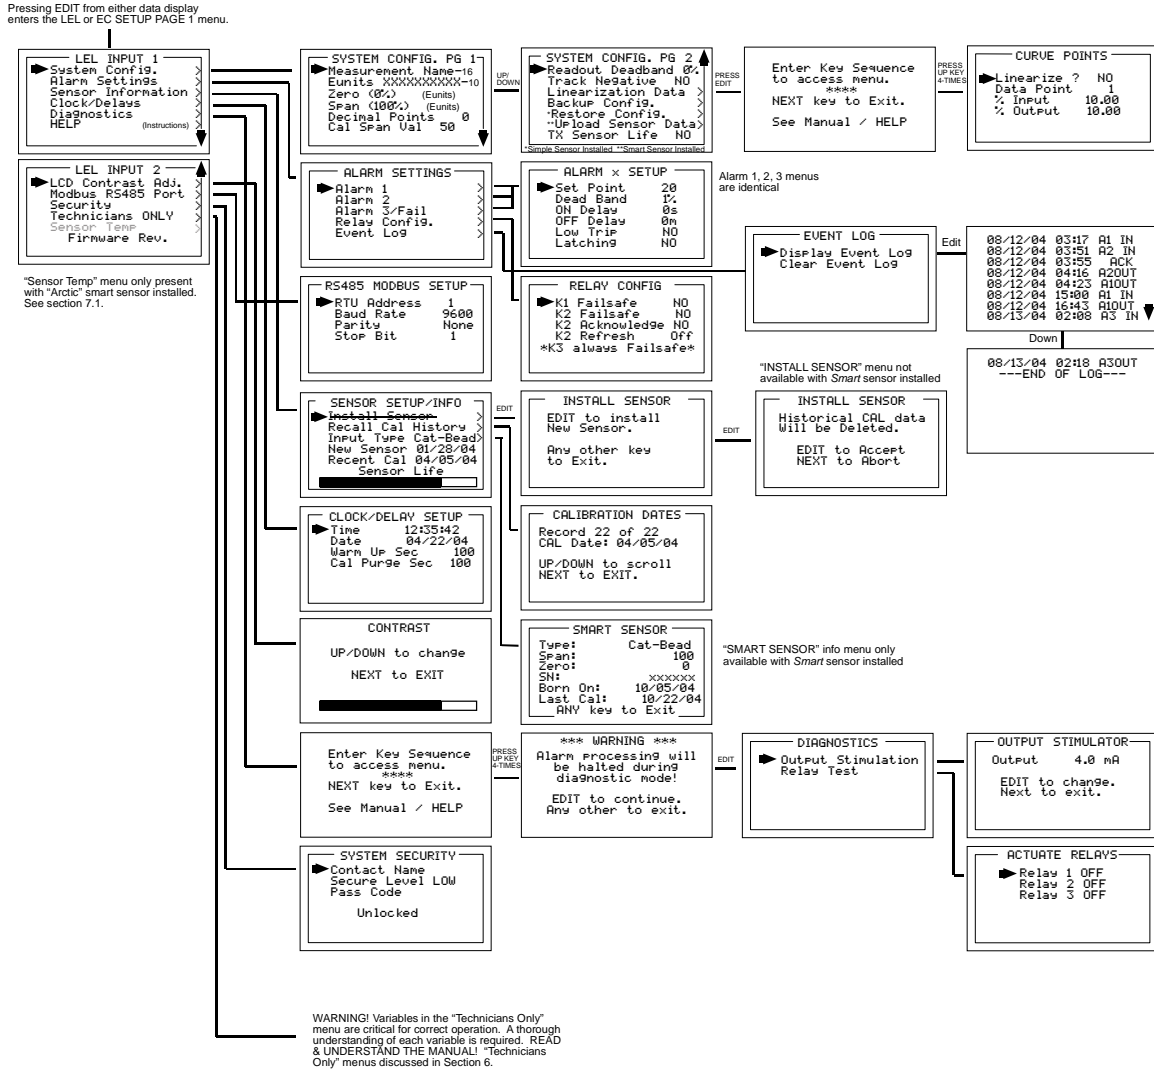 Pressing EDIT from either data display
enters the LEL or EC SETUP PAGE 1 menu.
LEL INPUT 1
System Config. >
Alarm Settings >
Sensor Information >
Clock/Delays >
Diagnostics >
HELP (Instructions) >
LEL INPUT 2
LCD Contrast Adj. >
Modbus RS485 Port >
Security >
Technicians ONLY >
Sensor Temp >
Firmware Rev.
"Sensor Temp" menu only present
with "Arctic" smart sensor installed.
See section 7.1.
SYSTEM CONFIG. PG 1
Measurement Name-16
Eunits XXXXXXXXXX-10
Zero (0%) (Eunits)
Span (100%) (Eunits)
Decimal Points 0
Cal Span Val 50
UP/
DOWN
SYSTEM CONFIG. PG 2
Readout Deadband 0%
Track Negative NO
Linearization Data >
Backup Config. >
*Restore Config. >
**Upload Sensor Data>
TX Sensor Life NO
*Simple Sensor Installed **Smart Sensor Installed
PRESS
EDIT
Enter Key Sequence
to access menu.
****
NEXT key to Exit.
See Manual / HELP
PRESS
UP KEY
4-TIMES
CURVE POINTS
Linearize ? NO
Data Point 1
% Input 10.00
% Output 10.00
ALARM SETTINGS
Alarm 1 >
Alarm 2 >
Alarm 3/Fail >
Relay Config. >
Event Log >
ALARM x SETUP
Set Point 20
Dead Band 1%
ON Delay 0s
OFF Delay 0m
Low Trip NO
Latching NO
Alarm 1, 2, 3 menus
are identical
EVENT LOG
Display Event Log
Clear Event Log
Edit
08/12/04 03:17 A1 IN
08/12/04 03:51 A2 IN
08/12/04 03:55 ACK
08/12/04 04:16 A2OUT
08/12/04 04:23 A1OUT
08/12/04 15:00 A1 IN
08/12/04 16:43 A1OUT
08/13/04 02:08 A3 IN
Down
08/13/04 02:18 A3OUT
---END OF LOG---
RS485 MODBUS SETUP
RTU Address 1
Baud Rate 9600
Parity None
Stop Bit 1
RELAY CONFIG
K1 Failsafe NO
K2 Failsafe NO
K2 Acknowledge NO
K2 Refresh Off
*K3 always Failsafe*
"INSTALL SENSOR" menu not
available with Smart sensor installed
SENSOR SETUP/INFO
Install Sensor >
Recall Cal History >
Input Type Cat-Bead>
New Sensor 01/28/04
Recent Cal 04/05/04
Sensor Life
EDIT
INSTALL SENSOR
EDIT to install
New Sensor.
Any other key
to Exit.
EDIT
INSTALL SENSOR
Historical CAL data
Will be Deleted.
EDIT to Accept
NEXT to Abort
CLOCK/DELAY SETUP
Time 12:35:42
Date 04/22/04
Warm Up Sec 100
Cal Purge Sec 100
CALIBRATION DATES
Record 22 of 22
CAL Date: 04/05/04
UP/DOWN to scroll
NEXT to EXIT.
CONTRAST
UP/DOWN to change
NEXT to EXIT
SMART SENSOR
Type: Cat-Bead
Span: 100
Zero: 0
SN: xxxxxx
Born On: 10/05/04
Last Cal: 10/22/04
ANY key to Exit
"SMART SENSOR" info menu only
available with Smart sensor installed
Enter Key Sequence
to access menu.
****
NEXT key to Exit.
See Manual / HELP
PRESS
UP KEY
4-TIMES
*** WARNING ***
Alarm processing will
be halted during
diagnostic mode!
EDIT to continue.
Any other to exit.
EDIT
DIAGNOSTICS
Output Stimulation
Relay Test
OUTPUT STIMULATOR
Output 4.0 mA
EDIT to change.
Next to exit.
ACTUATE RELAYS
Relay 1 OFF
Relay 2 OFF
Relay 3 OFF
SYSTEM SECURITY
Contact Name
Secure Level LOW
Pass Code
Unlocked
WARNING! Variables in the "Technicians Only"
menu are critical for correct operation. A thorough
understanding of each variable is required. READ
& UNDERSTAND THE MANUAL! "Technicians
Only" menus discussed in Section 6.